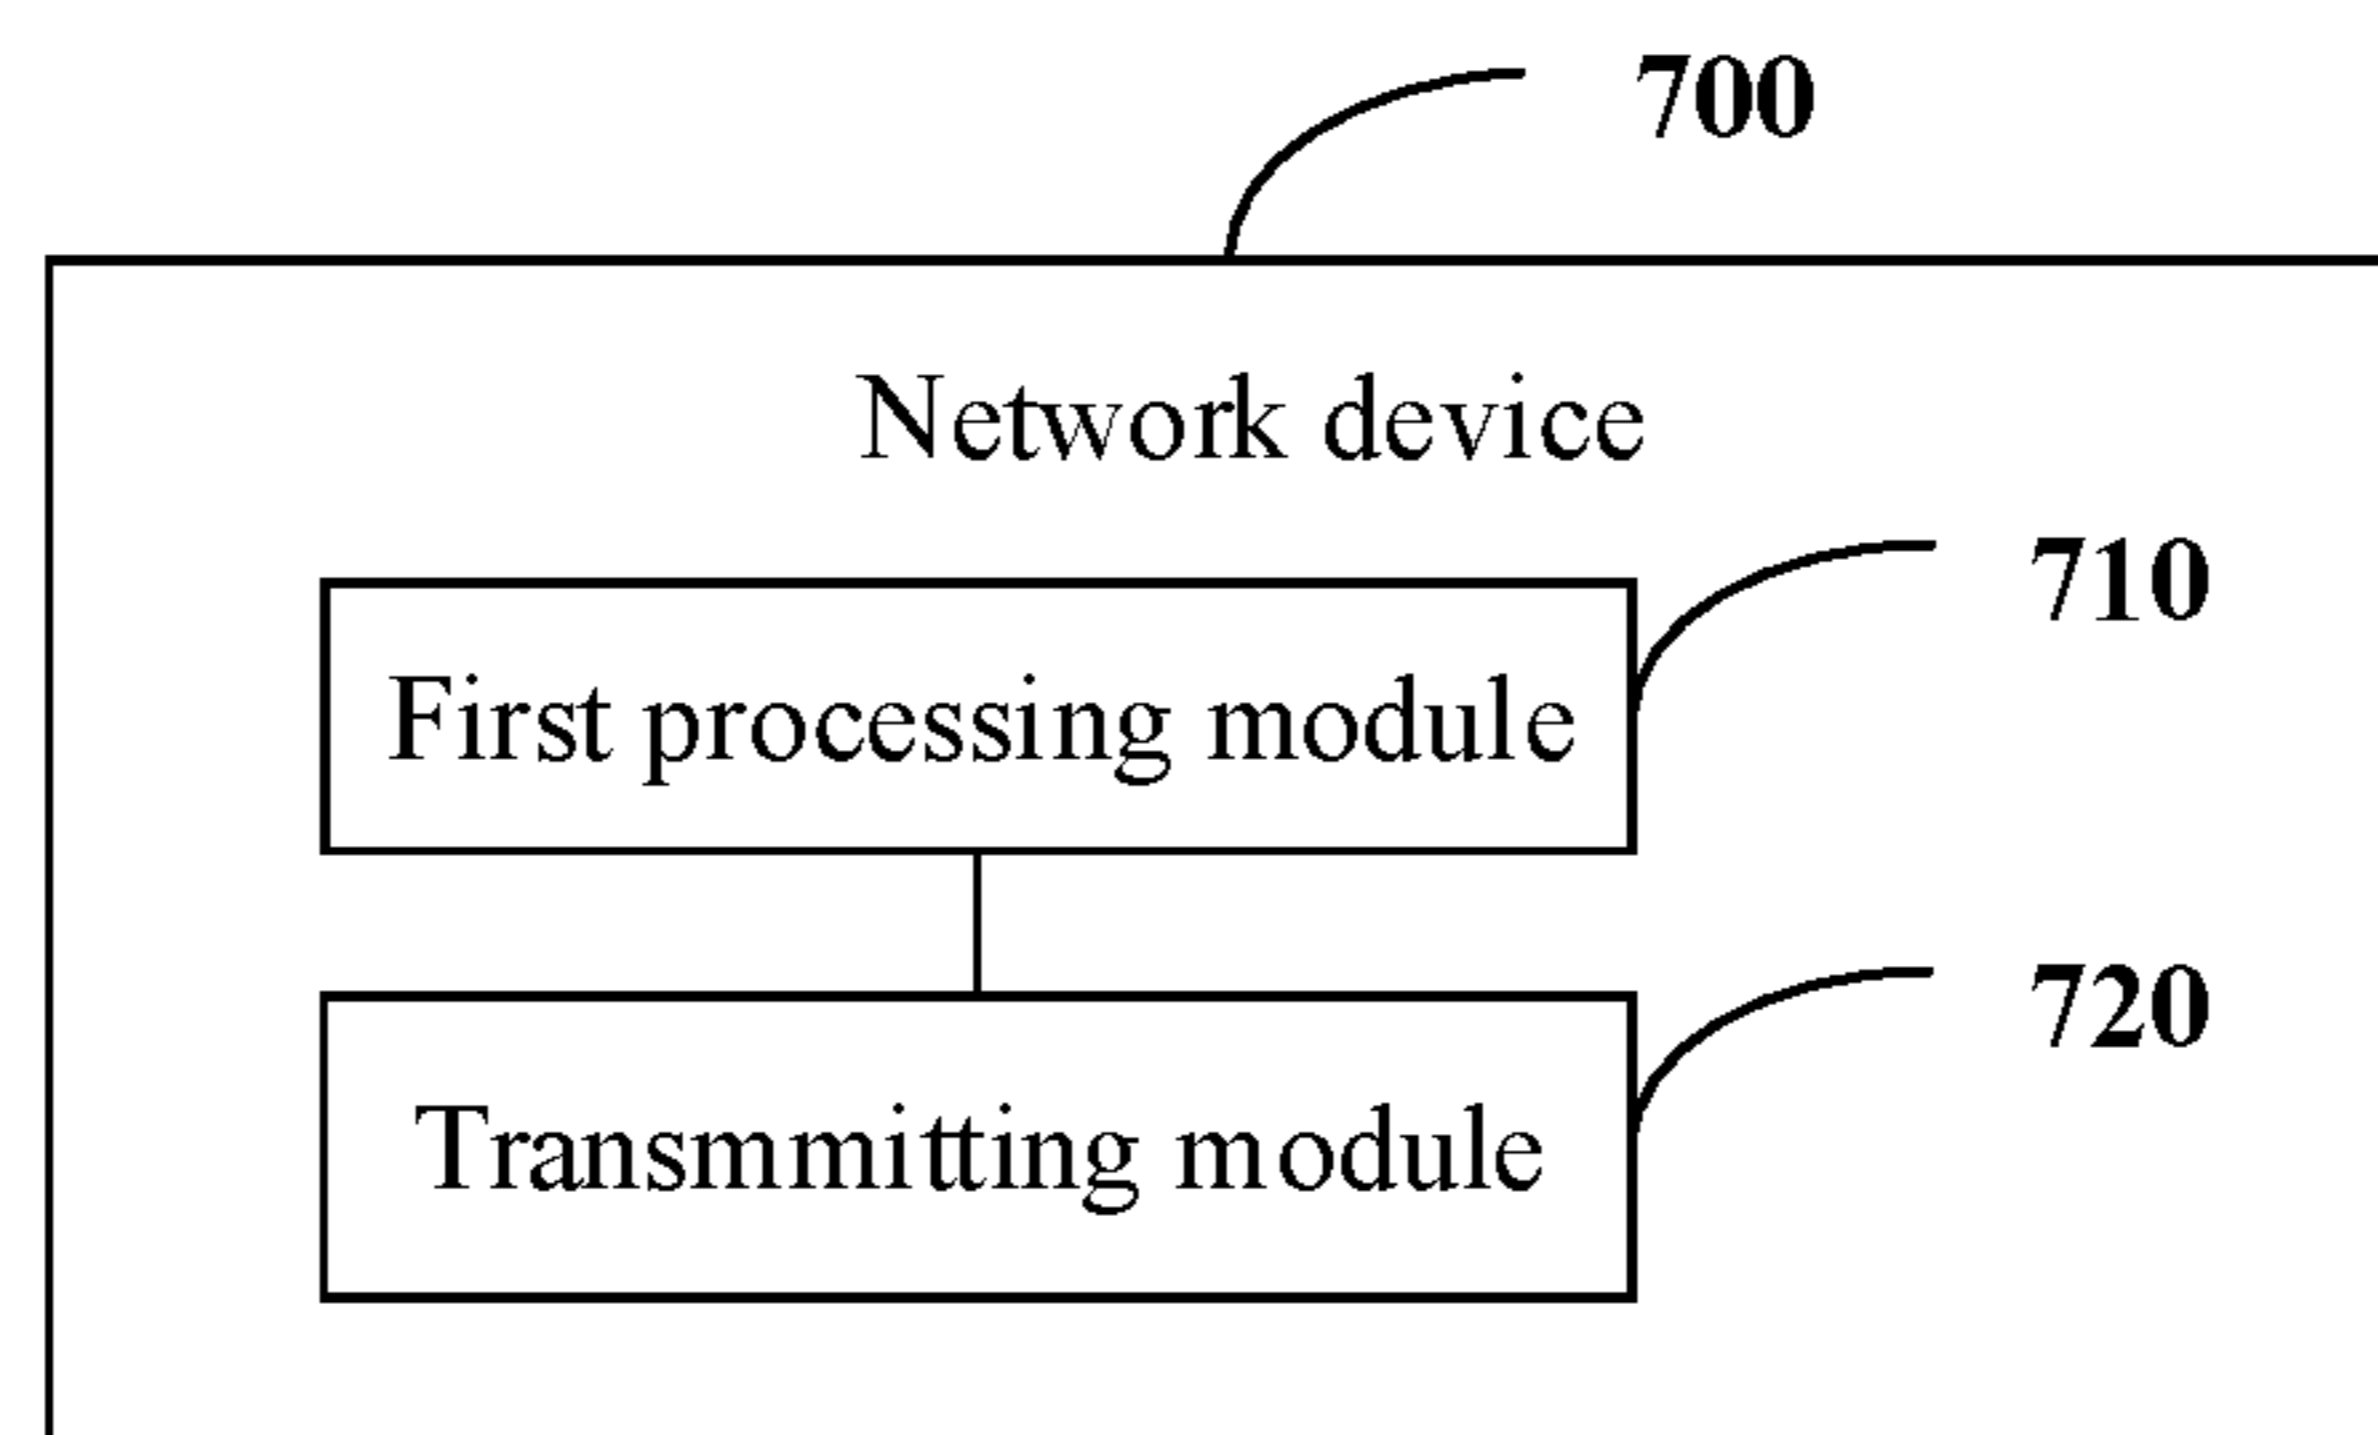 700
Network device
710
First processing module
720
Transmmitting module